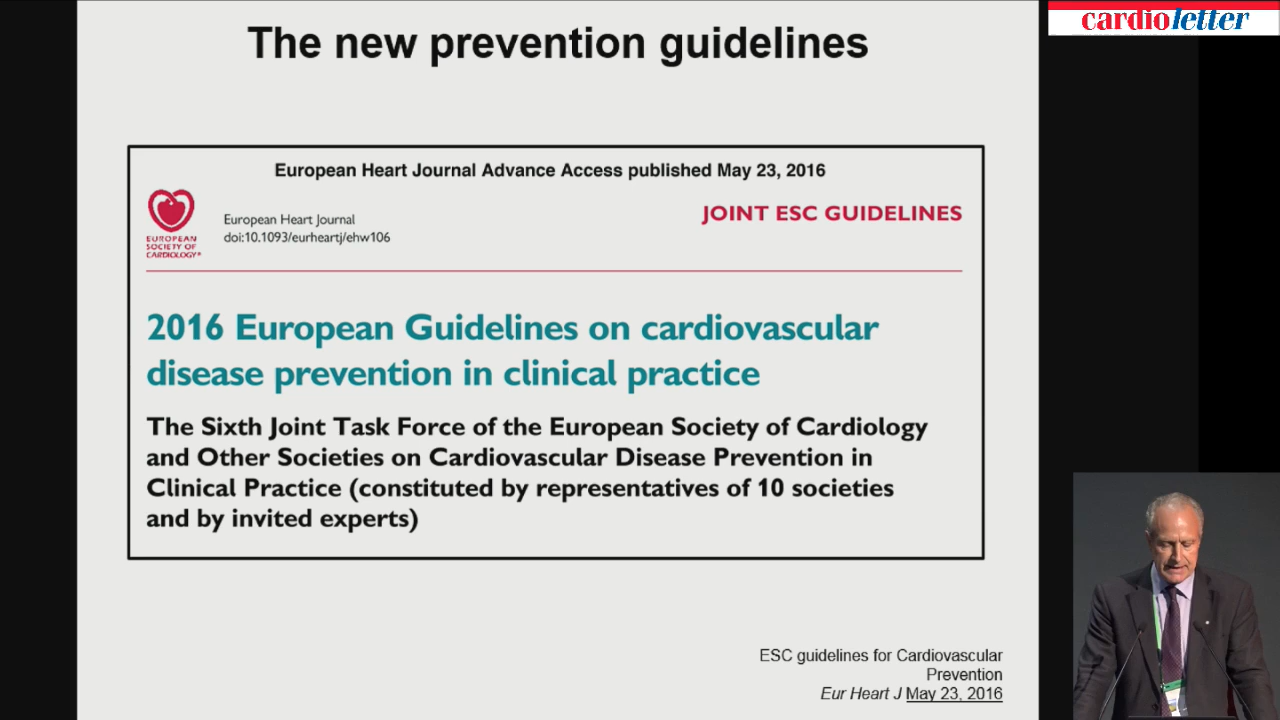 The new prevention guidelines
cardioletter
European Heart Journal Advance Access published May 23, 2016
EUROPEAN
SOCIETY OF
CARDIOLOGY®
European Heart Journal
doi:10.1093/eurheartj/ehw106
JOINT ESC GUIDELINES
2016 European Guidelines on cardiovascular
disease prevention in clinical practice
The Sixth Joint Task Force of the European Society of Cardiology
and Other Societies on Cardiovascular Disease Prevention in
Clinical Practice (constituted by representatives of 10 societies
and by invited experts)
ESC guidelines for Cardiovascular
Prevention
Eur Heart J May 23, 2016